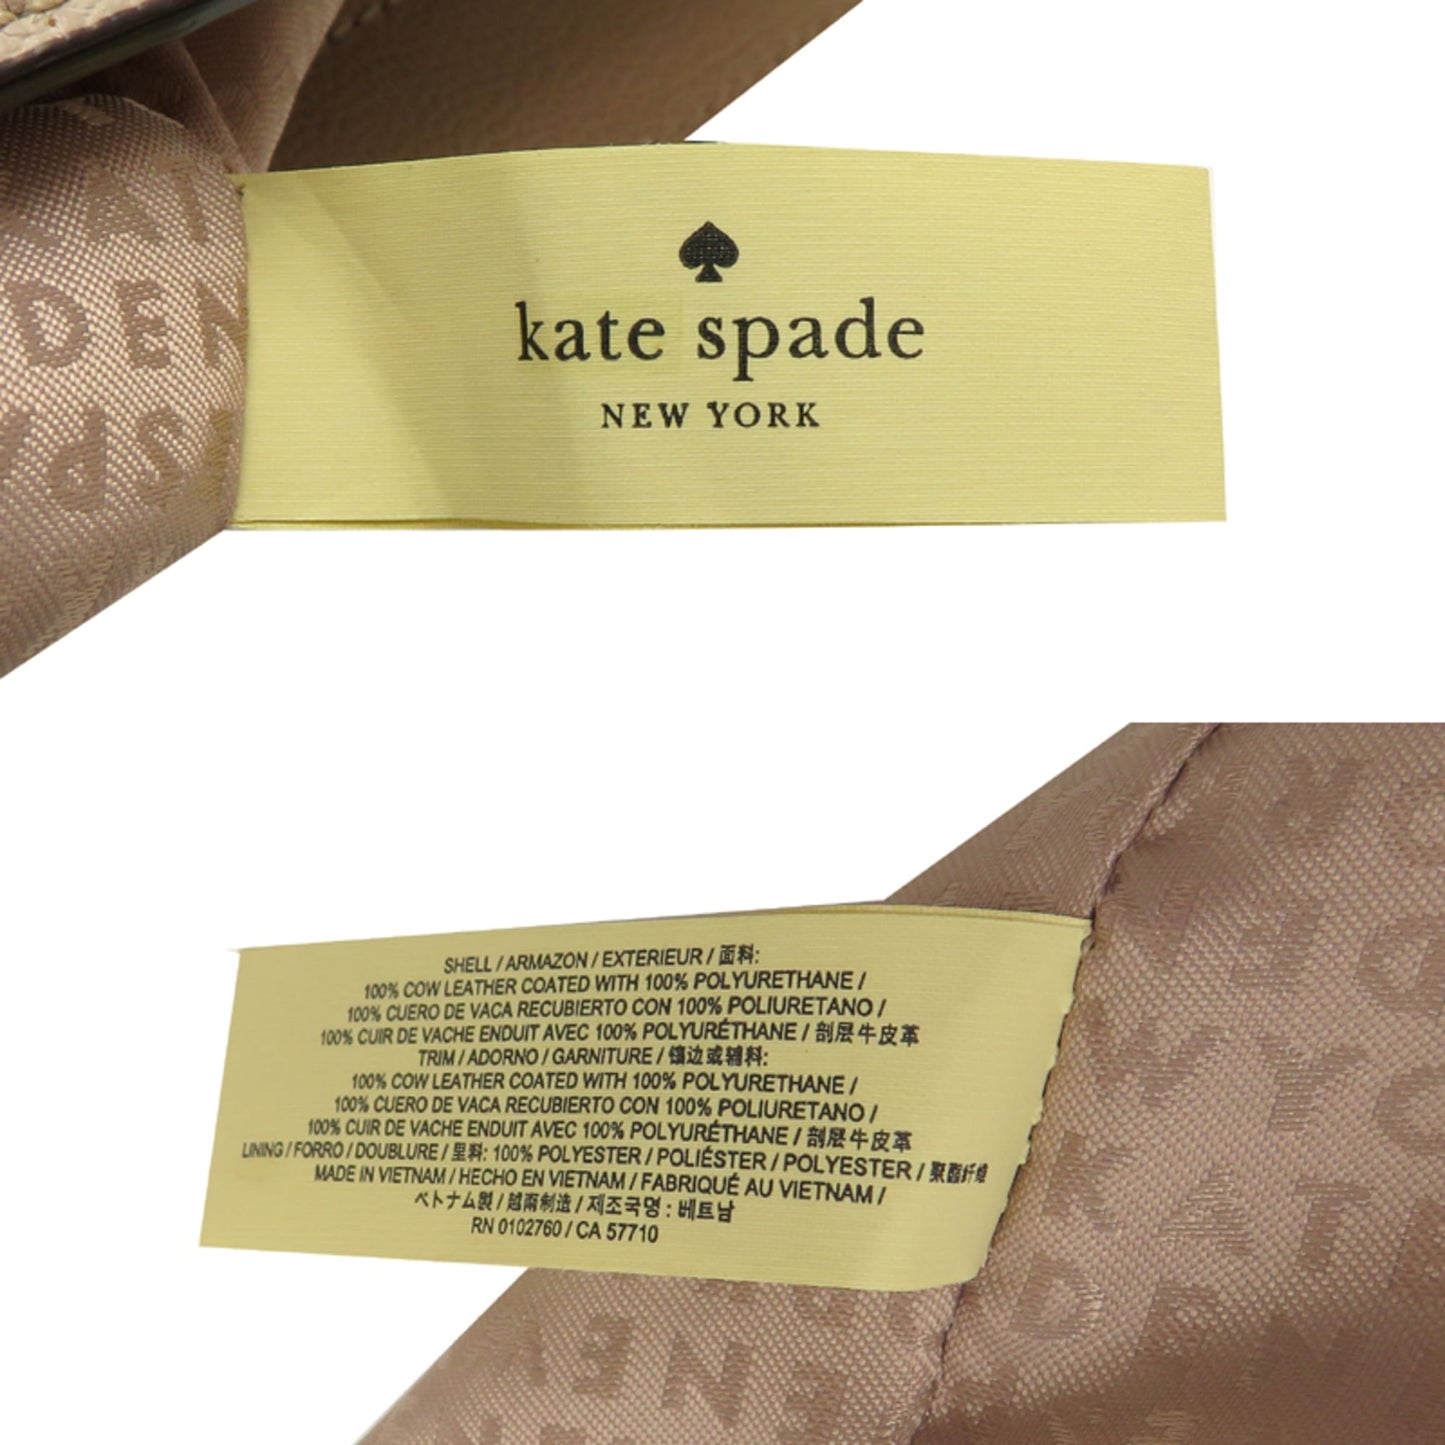 kate spade
NEW YORK
SHELL / ARMAZON / EXTERIEUR / 面料:
100% COW LEATHER COATED WITH 100% POLYURETHANE /
100% CUERO DE VACA RECUBIERTO CON 100% POLIURETANO /
100% CUIR DE VACHE ENDUIT AVEC 100% POLYURÉTHANE / 剖层牛皮革
TRIM / ADORNO / GARNITURE / 镶边或辅料:
100% COW LEATHER COATED WITH 100% POLYURETHANE /
100% CUERO DE VACA RECUBIERTO CON 100% POLIURETANO /
100% CUIR DE VACHE ENDUIT AVEC 100% POLYURÉTHANE / 剖层牛皮革
LINING / FORRO / DOUBLURE / 里料: 100% POLYESTER / POLIÉSTER / POLYESTER / 聚酯纤维
MADE IN VIETNAM / HECHO EN VIETNAM / FABRIQUÉ AU VIETNAM /
ベトナム製 / 越南制造 / 제조국명 : 베트남
RN 0102760 / CA 57710